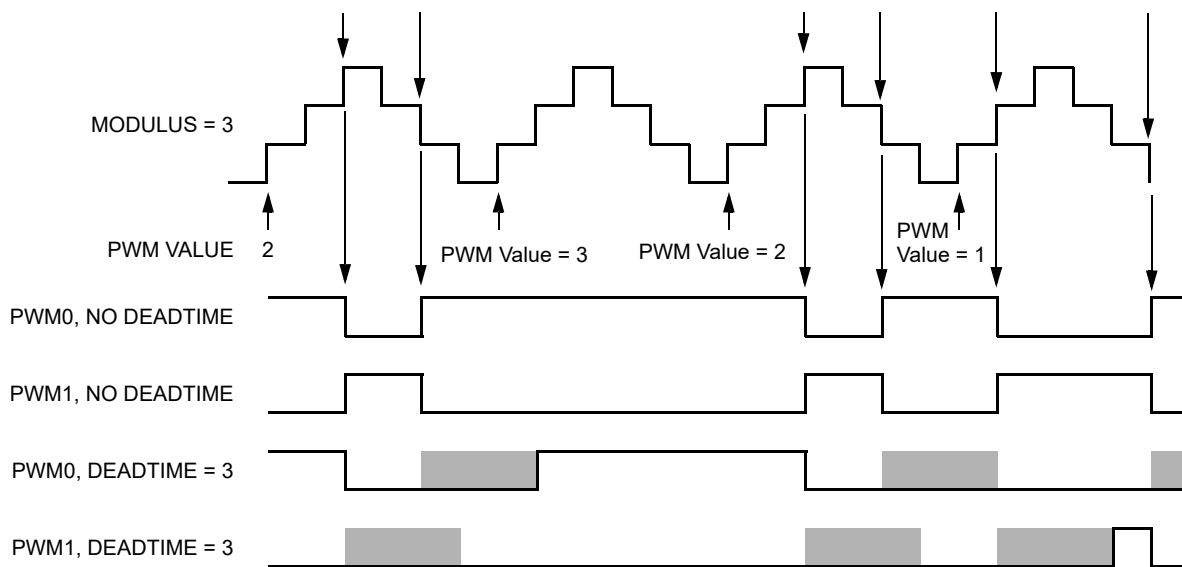 MODULUS = 3
PWM VALUE 2
PWM Value = 3
PWM Value = 2
PWM
Value = 1
PWM0, NO DEADTIME
PWM1, NO DEADTIME
PWM0, DEADTIME = 3
PWM1, DEADTIME = 3